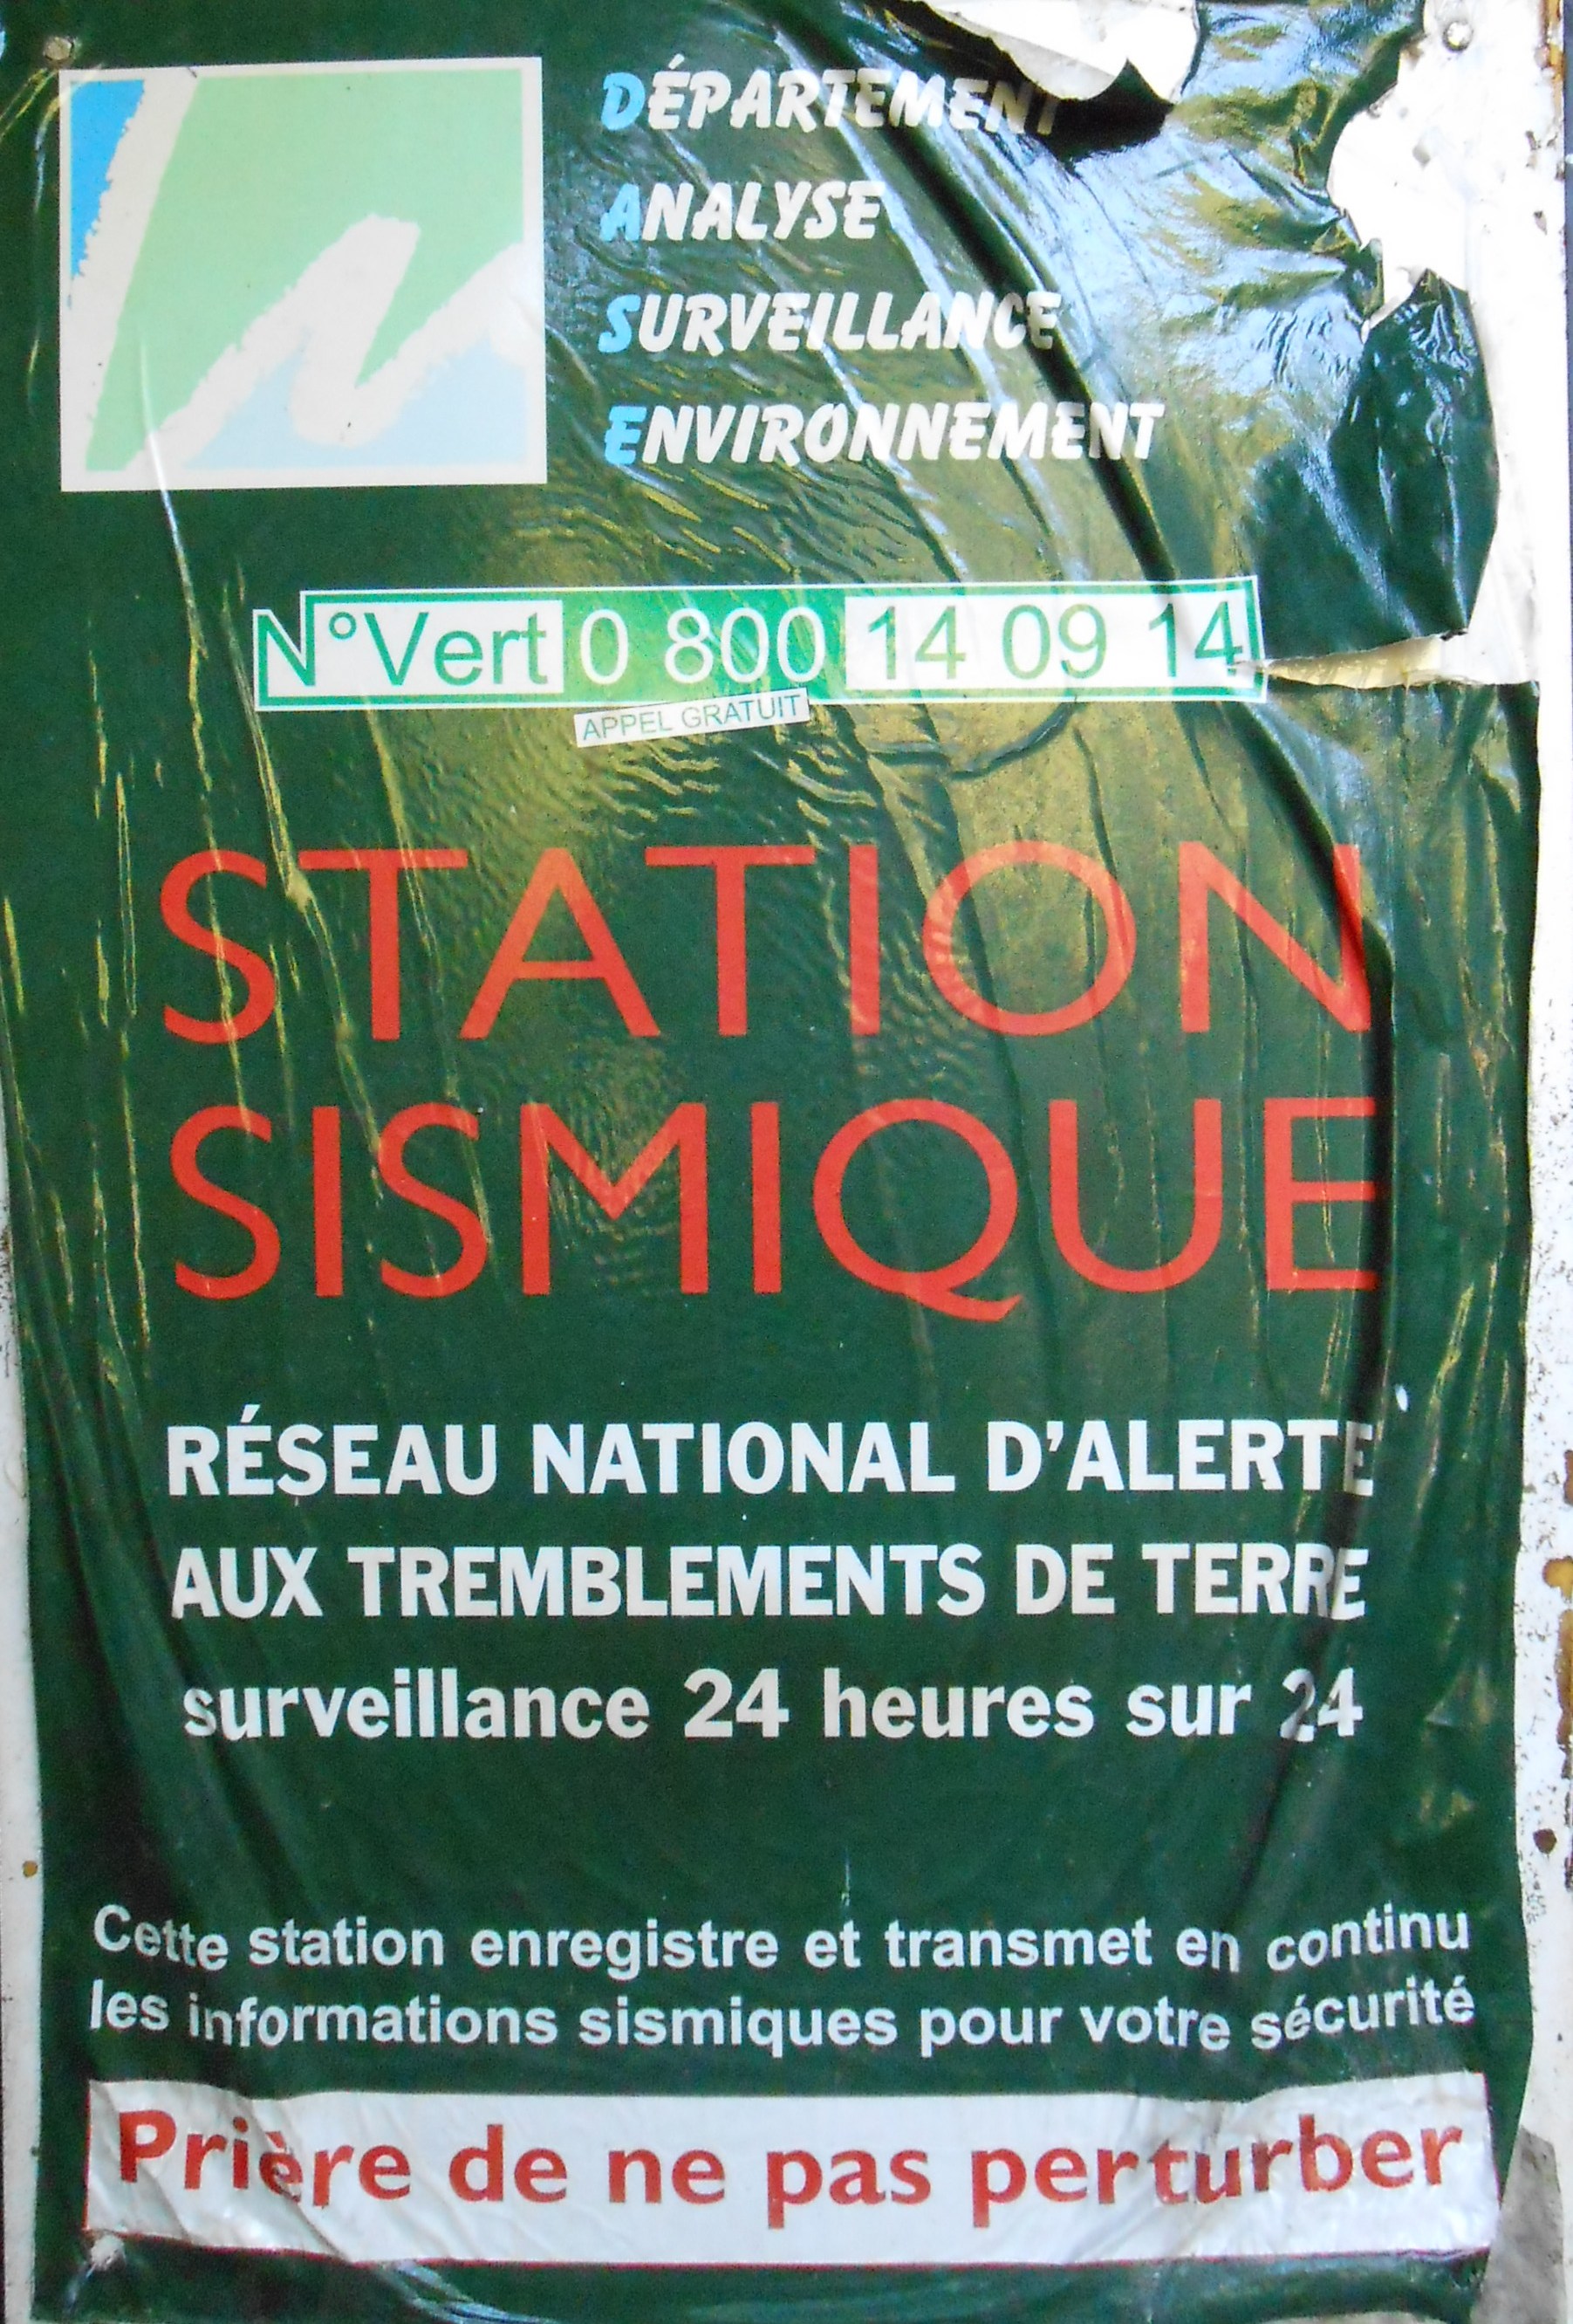 DÉPARTEMENT
ANALYSE
SURVEILLANCE
ENVIRONNEMENT
N°Vert 0 800 14 09 14
APPEL GRATUIT
STATION
SISMIQUE
RÉSEAU NATIONAL D'ALERTE
AUX TREMBLEMENTS DE TERRE
surveillance 24 heures sur 24
Cette station enregistre et transmet en continu
les informations sismiques pour votre sécurité
Prière de ne pas perturber